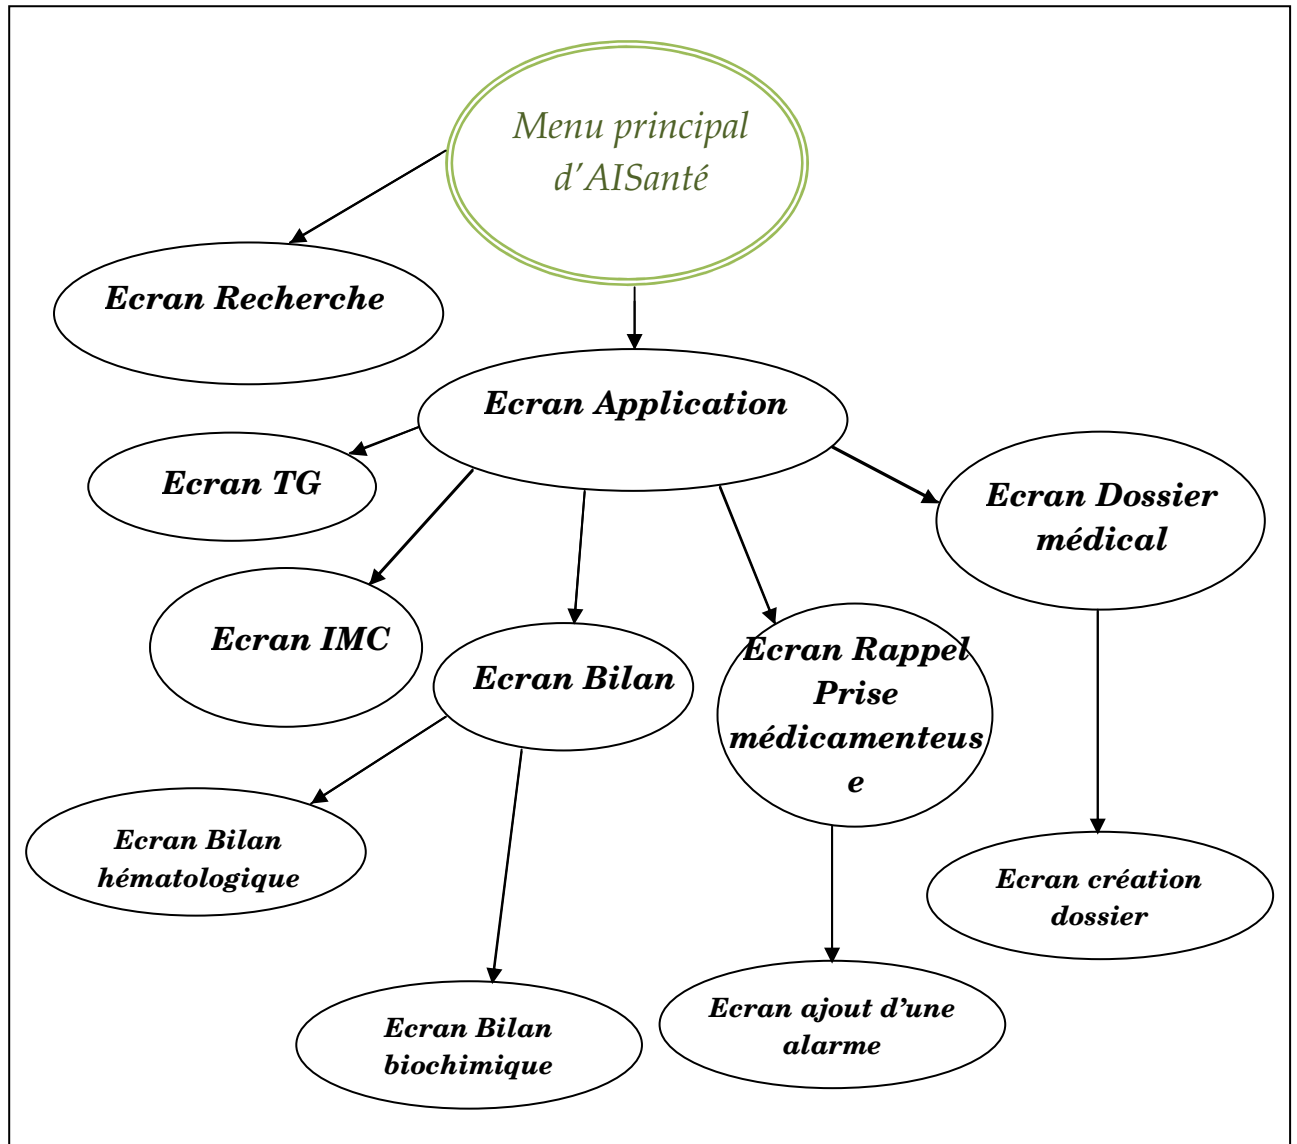 Menu principal
d'AISanté
Ecran Recherche
Ecran Application
Ecran TG
Ecran Dossier
médical
Ecran IMC
Ecran Bilan
Ecran Rappel
Prise
médicamenteus
e
Ecran Bilan
hématologique
Ecran création
dossier
Ecran Bilan
biochimique
Ecran ajout d’une
alarme